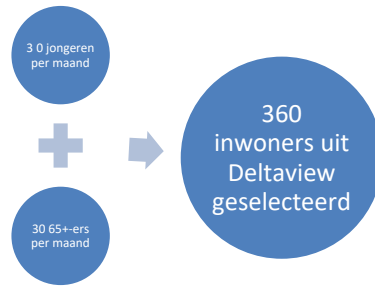 3 0 jongeren
per maand
30 65+-ers
per maand
360
inwoners uit
Deltaview
geselecteerd